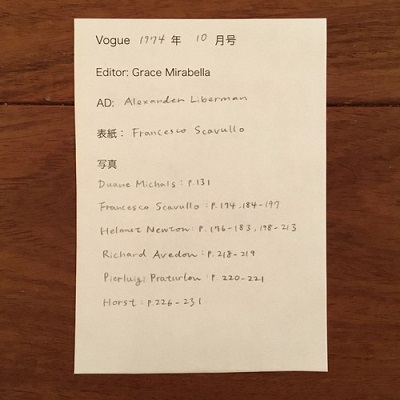 Vogue 1974 年 10 月号
Editor: Grace Mirabella
AD: Alexander Liberman
表紙： Francesco Scavullo
写真
Duane Michals : P.131
Francesco Scavullo : P.174, 184-197
Helmet Newton : P. 176-183, 198-213
Richard Avedon : P. 218-219
Pierluigi Praturlon : P. 220-221
Horst : P. 226-231